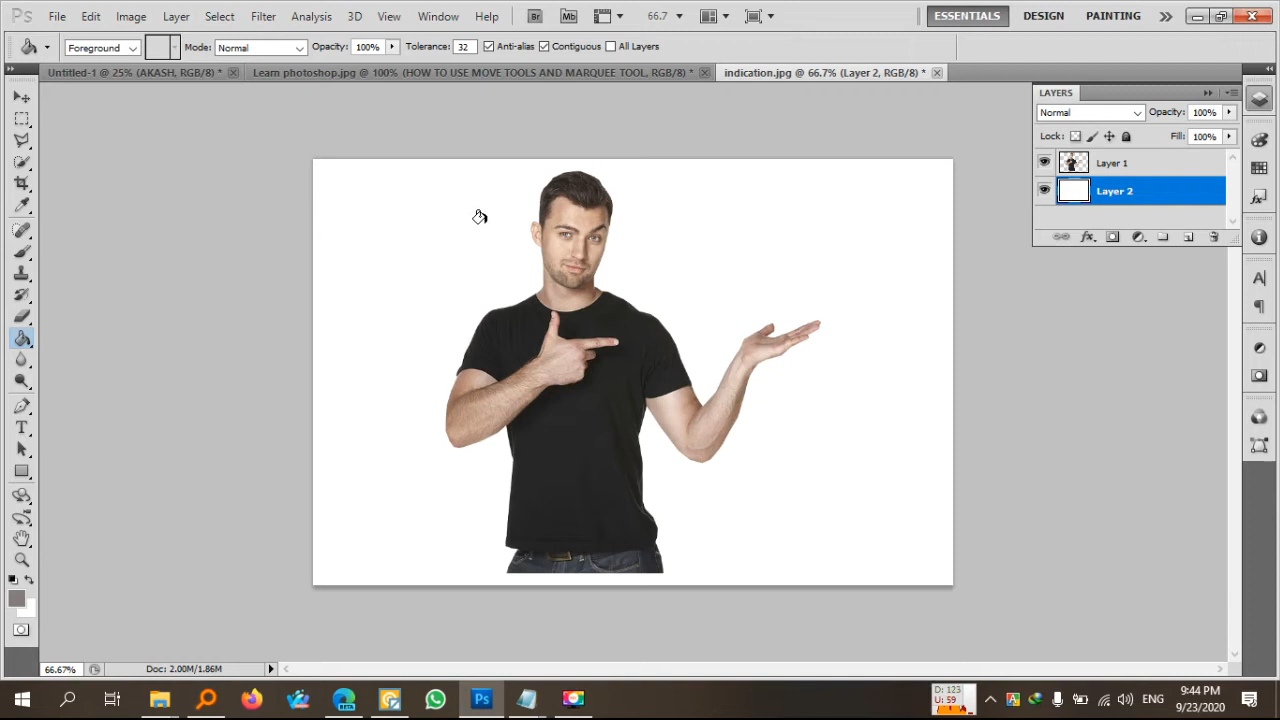 Ps File Edit Image Layer Select Filter Analysis 3D View Window Help Br Mb 66.7 ESSENTIALS DESIGN PAINTING
Foreground Mode: Normal Opacity: 100% Tolerance: 32 Anti-alias Contiguous All Layers
Untitled-1 @ 25% (AKASH, RGB/8) * Learn photoshop.jpg @ 100% (HOW TO USE MOVE TOOLS AND MARQUEE TOOL, RGB/8) * indication.jpg @ 66.7% (Layer 2, RGB/8) *
LAYERS
Normal Opacity: 100%
Lock: Fill: 100%
Layer 1
Layer 2
66.67% Doc: 2.00M/1.86M
BETA Ps D: 123 ENG 9:44 PM
U: 59 9/23/2020